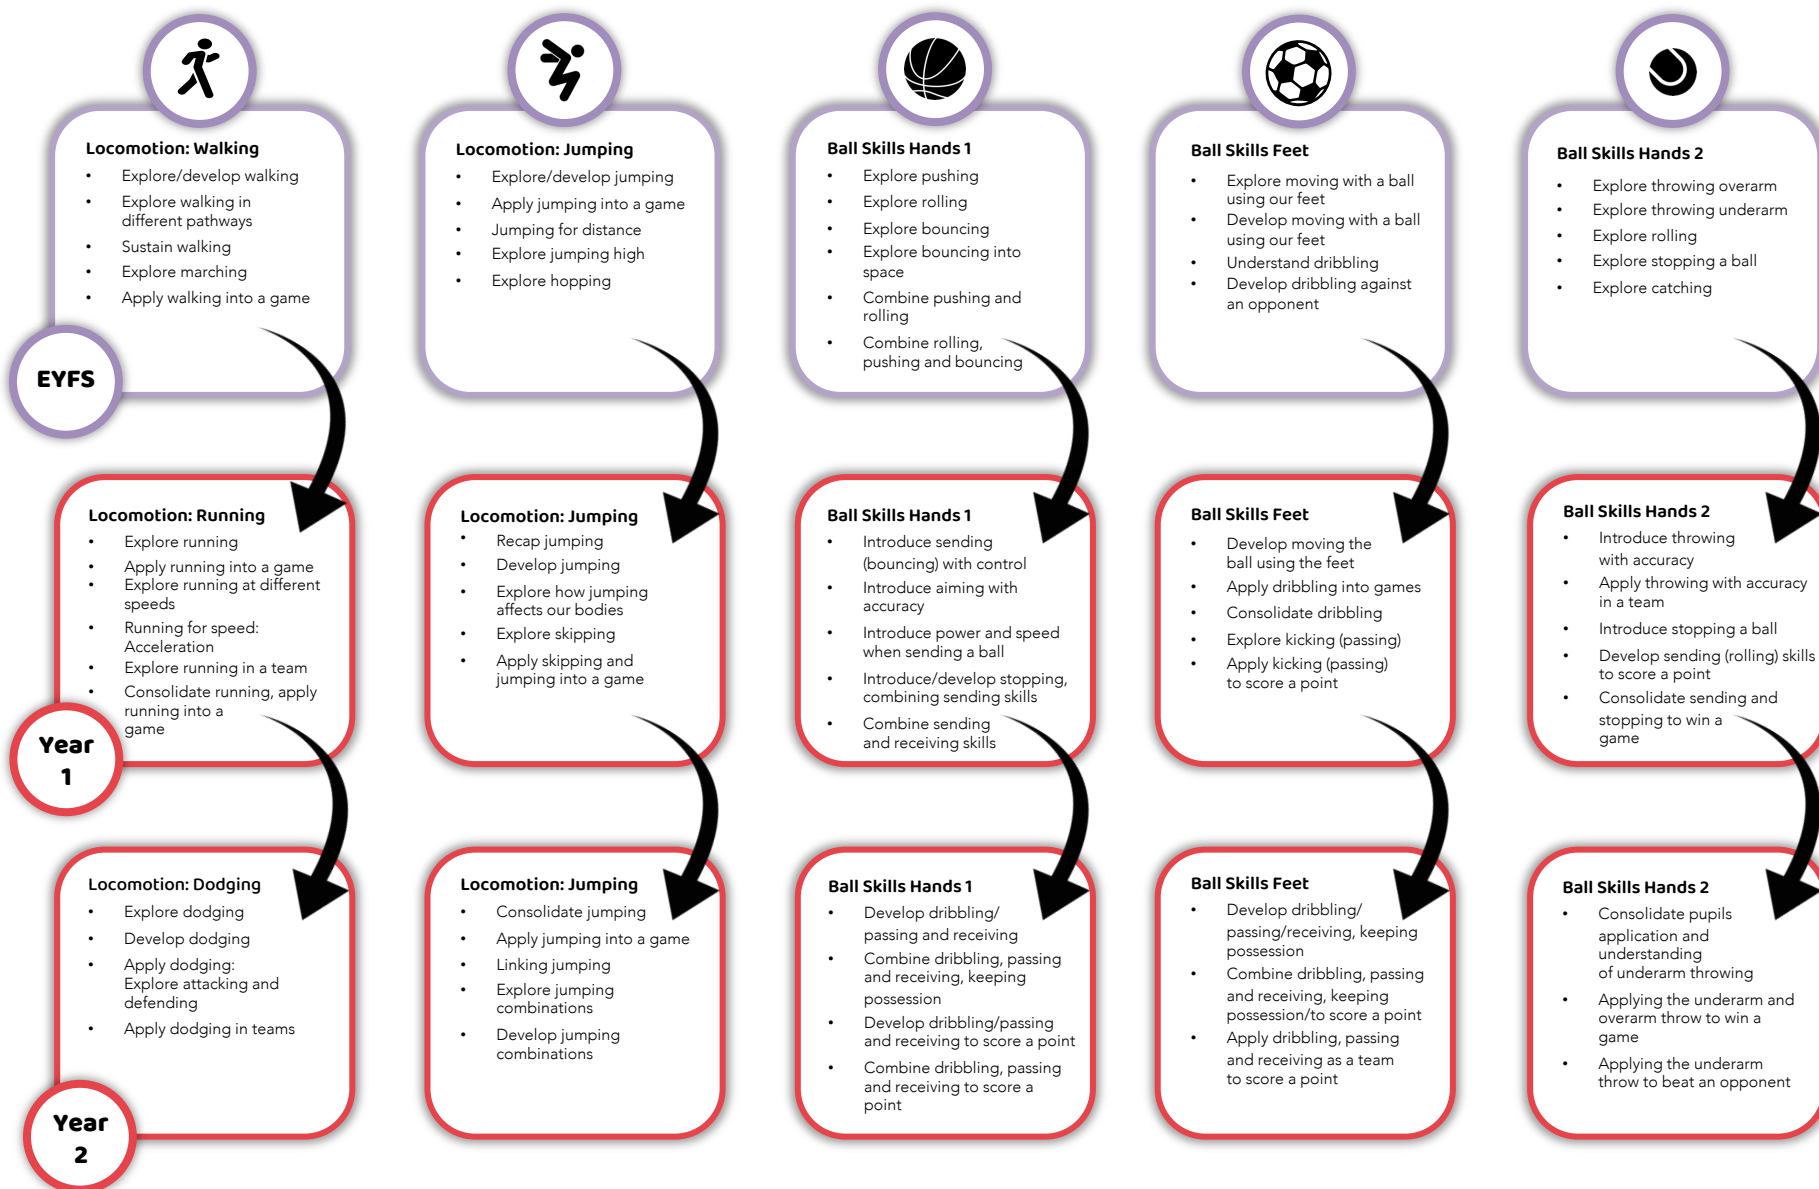 Locomotion: Walking
• Explore/develop walking
• Explore walking in
different pathways
• Sustain walking
• Explore marching
• Apply walking into a game
EYFS
Locomotion: Jumping
• Explore/develop jumping
• Apply jumping into a game
• Jumping for distance
• Explore jumping high
• Explore hopping
Ball Skills Hands 1
• Explore pushing
• Explore rolling
• Explore bouncing
• Explore bouncing into
space
• Combine pushing and
rolling
• Combine rolling,
pushing and bouncing
Ball Skills Feet
• Explore moving with a ball
using our feet
• Develop moving with a ball
using our feet
• Understand dribbling
• Develop dribbling against
an opponent
Ball Skills Hands 2
• Explore throwing overarm
• Explore throwing underarm
• Explore rolling
• Explore stopping a ball
• Explore catching
Locomotion: Running
• Explore running
• Apply running into a game
• Explore running at different
speeds
• Running for speed:
Acceleration
• Explore running in a team
• Consolidate running, apply
running into a
game
Year
1
Locomotion: Jumping
• Recap jumping
• Develop jumping
• Explore how jumping
affects our bodies
• Explore skipping
• Apply skipping and
jumping into a game
Ball Skills Hands 1
• Introduce sending
(bouncing) with control
• Introduce aiming with
accuracy
• Introduce power and speed
when sending a ball
• Introduce/develop stopping,
combining sending skills
• Combine sending
and receiving skills
Ball Skills Feet
• Develop moving the
ball using the feet
• Apply dribbling into games
• Consolidate dribbling
• Explore kicking (passing)
• Apply kicking (passing)
to score a point
Ball Skills Hands 2
• Introduce throwing
with accuracy
• Apply throwing with accuracy
in a team
• Introduce stopping a ball
• Develop sending (rolling) skills
to score a point
• Consolidate sending and
stopping to win a
game
Locomotion: Dodging
• Explore dodging
• Develop dodging
• Apply dodging:
Explore attacking and
defending
• Apply dodging in teams
Year
2
Locomotion: Jumping
• Consolidate jumping
• Apply jumping into a game
• Linking jumping
• Explore jumping
combinations
• Develop jumping
combinations
Ball Skills Hands 1
• Develop dribbling/
passing and receiving
• Combine dribbling, passing
and receiving, keeping
possession
• Develop dribbling/passing
and receiving to score a point
• Combine dribbling, passing
and receiving to score a
point
Ball Skills Feet
• Develop dribbling/
passing/receiving, keeping
possession
• Combine dribbling, passing
and receiving, keeping
possession/to score a point
• Apply dribbling, passing
and receiving as a team
to score a point
Ball Skills Hands 2
• Consolidate pupils
application and
understanding
of underarm throwing
• Applying the underarm and
overarm throw to win a
game
• Applying the underarm
throw to beat an opponent